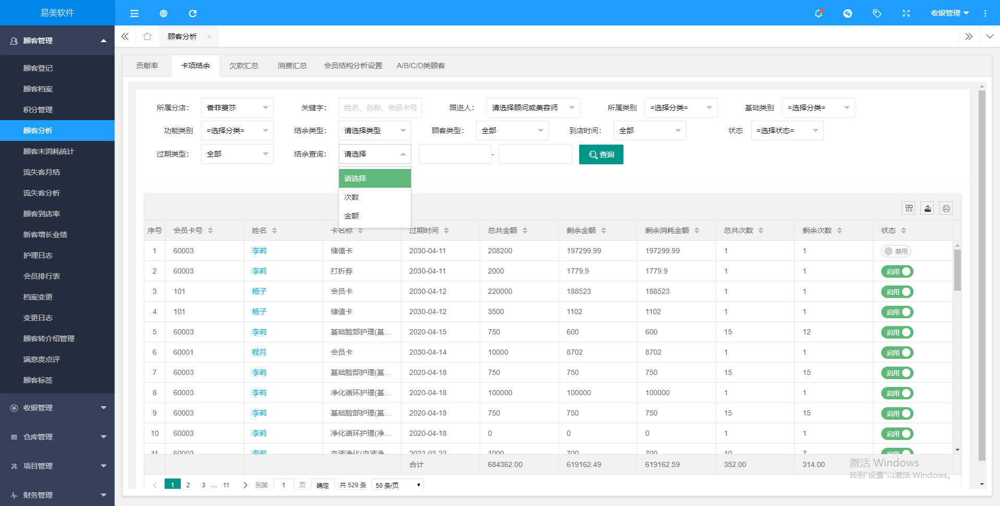 易美软件
收银管理
顾客管理
顾客登记
顾客档案
积分管理
顾客分析
顾客未消耗统计
流失客月结
流失客分析
顾客到店率
新客增长业绩
护理日志
会员排行表
档案变更
变更日志
顾客转介绍管理
满意度点评
顾客标签
收银管理
仓库管理
项目管理
财务管理
顾客分析
贡献率 卡项结余 欠款汇总 消费汇总 会员结构分析设置 A/B/C/D类顾客
所属分店: 香菲蔓莎 关键字: 姓名、名称、会员卡号 跟进人: 请选择顾问或美容师 所属类别 =选择分类= 基础类别 =选择分类=
功能类别 =选择分类= 结余类型: 请选择类型 顾客类型: 全部 到店时间: 全部 状态 =选择状态=
过期类型: 全部 结余查询: 请选择 - 查询
请选择
次数
金额
序号 会员卡号 姓名 卡名称 过期时间 总共金额 剩余金额 剩余消耗金额 总共次数 剩余次数 状态
1 60003 李莉 储值卡 2030-04-11 208200 197299.99 197299.99 1 1 禁用
2 60003 李莉 打折券 2030-04-11 2000 1779.9 1779.9 1 1 启用
3 101 杨子 会员卡 2030-04-12 220000 188523 188523 1 1 启用
4 101 杨子 储值卡 2030-04-12 3500 1102 1102 1 1 启用
5 60003 李莉 基础脸部护理(基... 2020-04-15 750 600 600 15 12 启用
6 60001 程月 会员卡 2030-04-14 10000 8702 8702 1 1 启用
7 60003 李莉 基础脸部护理(基... 2020-04-18 750 750 750 15 15 启用
8 60003 李莉 净化循环护理(基... 2020-04-18 100000 100000 100000 1 1 启用
9 60003 李莉 基础脸部护理(基... 2020-04-18 750 750 750 15 15 启用
10 60003 李莉 净化循环护理(净... 2020-04-18 0 0 0 1 1 启用
11 60003 李莉 血液净化(血液净... 2022-03-22 1000 700 700 10 7 启用
合计 684362.00 619162.49 619162.59 352.00 314.00
激活 Windows
转到"设置"以激活 Windows。
1 2 3 ... 11 到第 1 页 确定 共 529 条 50 条/页